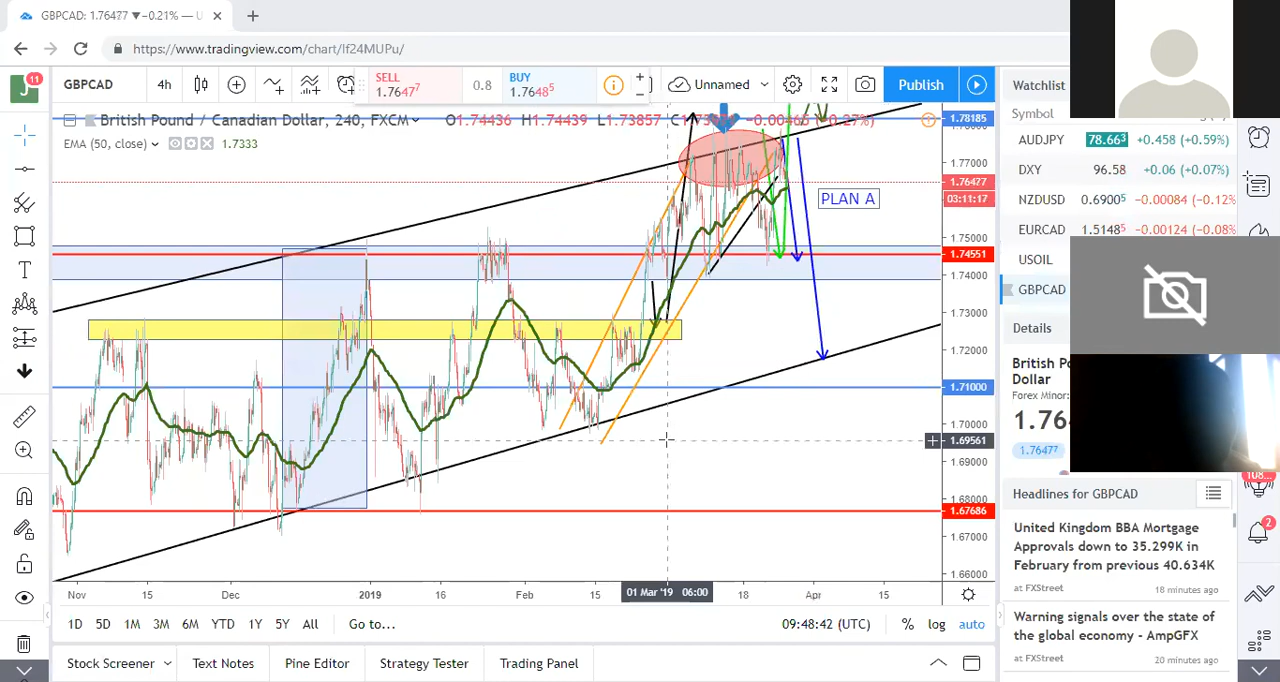 GBPCAD: 1.76477 ▼−0.21% — U
https://www.tradingview.com/chart/lf24MUPu/
11
GBPCAD
4h
SELL
1.76477
0.8
BUY
1.76485
Unnamed
Publish
British Pound / Canadian Dollar, 240, FXCM
O1.74436 H1.74439 L1.73857
EMA (50, close)
1.7333
PLAN A
1.78185
1.77000
1.76477
03:11:17
1.75000
1.74551
1.74000
1.73000
1.72000
1.71000
1.70000
1.69561
1.69000
1.68000
1.67686
1.67000
1.66000
Nov
15
Dec
2019
16
Feb
15
01 Mar '19 06:00
18
Apr
15
1D
5D
1M
3M
6M
YTD
1Y
5Y
All
Go to...
09:48:42 (UTC)
%
log
auto
Stock Screener
Text Notes
Pine Editor
Strategy Tester
Trading Panel
Watchlist
Symbol
AUDJPY 78.663 +0.458 (+0.59%)
DXY 96.58 +0.06 (+0.07%)
NZDUSD 0.69005 −0.00084 (−0.12%
EURCAD 1.51485 −0.00124 (−0.08%
USOIL
GBPCAD
Details
British Po
Dollar
Forex Minor:
1.76
1.76477
Headlines for GBPCAD
United Kingdom BBA Mortgage
Approvals down to 35.299K in
February from previous 40.634K
at FXStreet
18 minutes ago
Warning signals over the state of
the global economy - AmpGFX
at FXStreet
20 minutes ago
108...
2